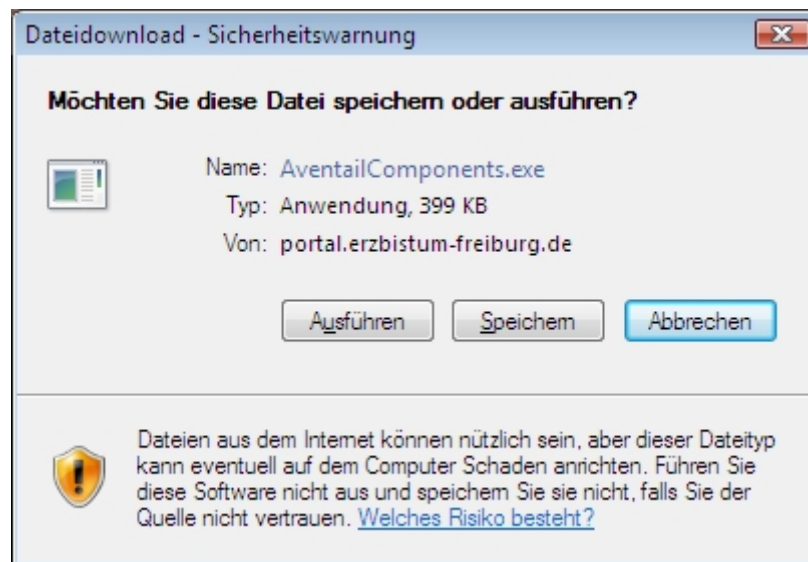 Dateidownload - Sicherheitswarnung
Möchten Sie diese Datei speichern oder ausführen?
Name: AventailComponents.exe
Typ: Anwendung, 399 KB
Von: portal.erzbistum-freiburg.de
Ausführen Speichern Abbrechen
Dateien aus dem Internet können nützlich sein, aber dieser Dateityp
kann eventuell auf dem Computer Schaden anrichten. Führen Sie
diese Software nicht aus und speichern Sie sie nicht, falls Sie der
Quelle nicht vertrauen. Welches Risiko besteht?